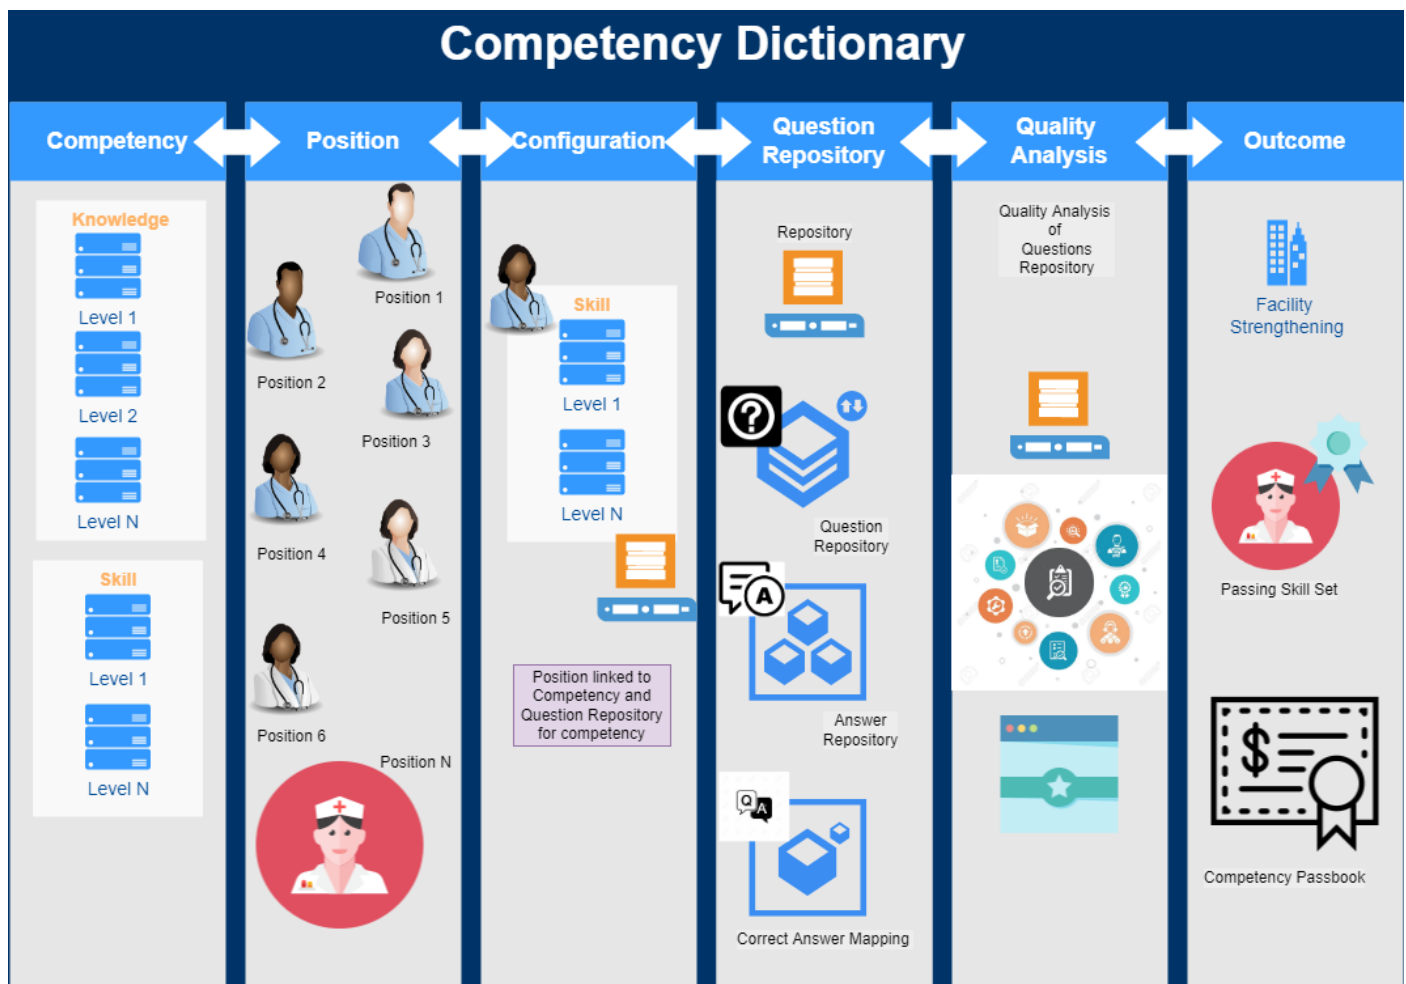 Competency Dictionary
Competency
Position
Configuration
Question
Repository
Quality
Analysis
Outcome
Knowledge
Level 1
Level 2
Level N
Skill
Level 1
Level N
Position 1
Position 2
Position 3
Position 4
Position 5
Position 6
Position N
Skill
Level 1
Level N
Position linked to
Competency and
Question Repository
for competency
Repository
?
Question
Repository
A
Answer
Repository
Q
A
Correct Answer Mapping
Quality Analysis
of
Questions
Repository
Facility
Strengthening
Passing Skill Set
$
Competency Passbook